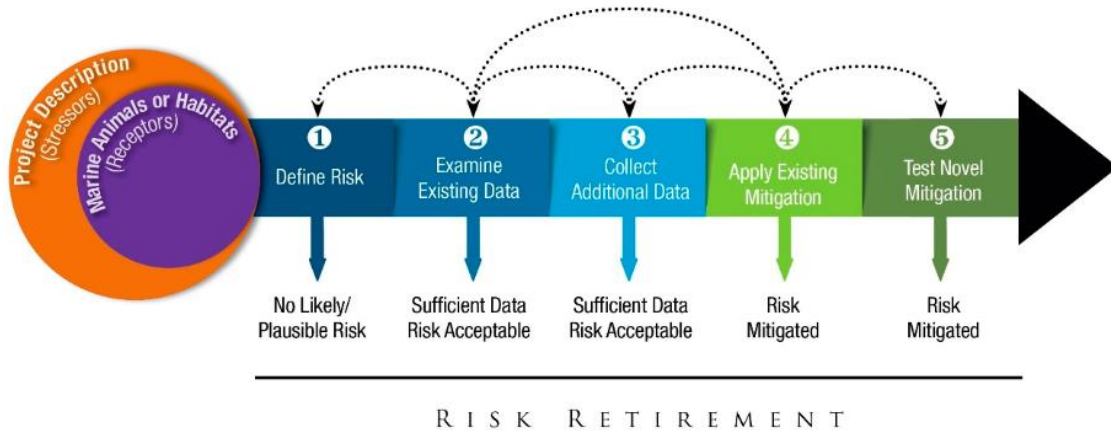 Project Description
(Stressors)
Marine Animals or Habitats
(Receptors)
1
Define Risk
2
Examine
Existing Data
3
Collect
Additional Data
4
Apply Existing
Mitigation
5
Test Novel
Mitigation
No Likely/
Plausible Risk
Sufficient Data
Risk Acceptable
Sufficient Data
Risk Acceptable
Risk
Mitigated
Risk
Mitigated
RISK RETIREMENT